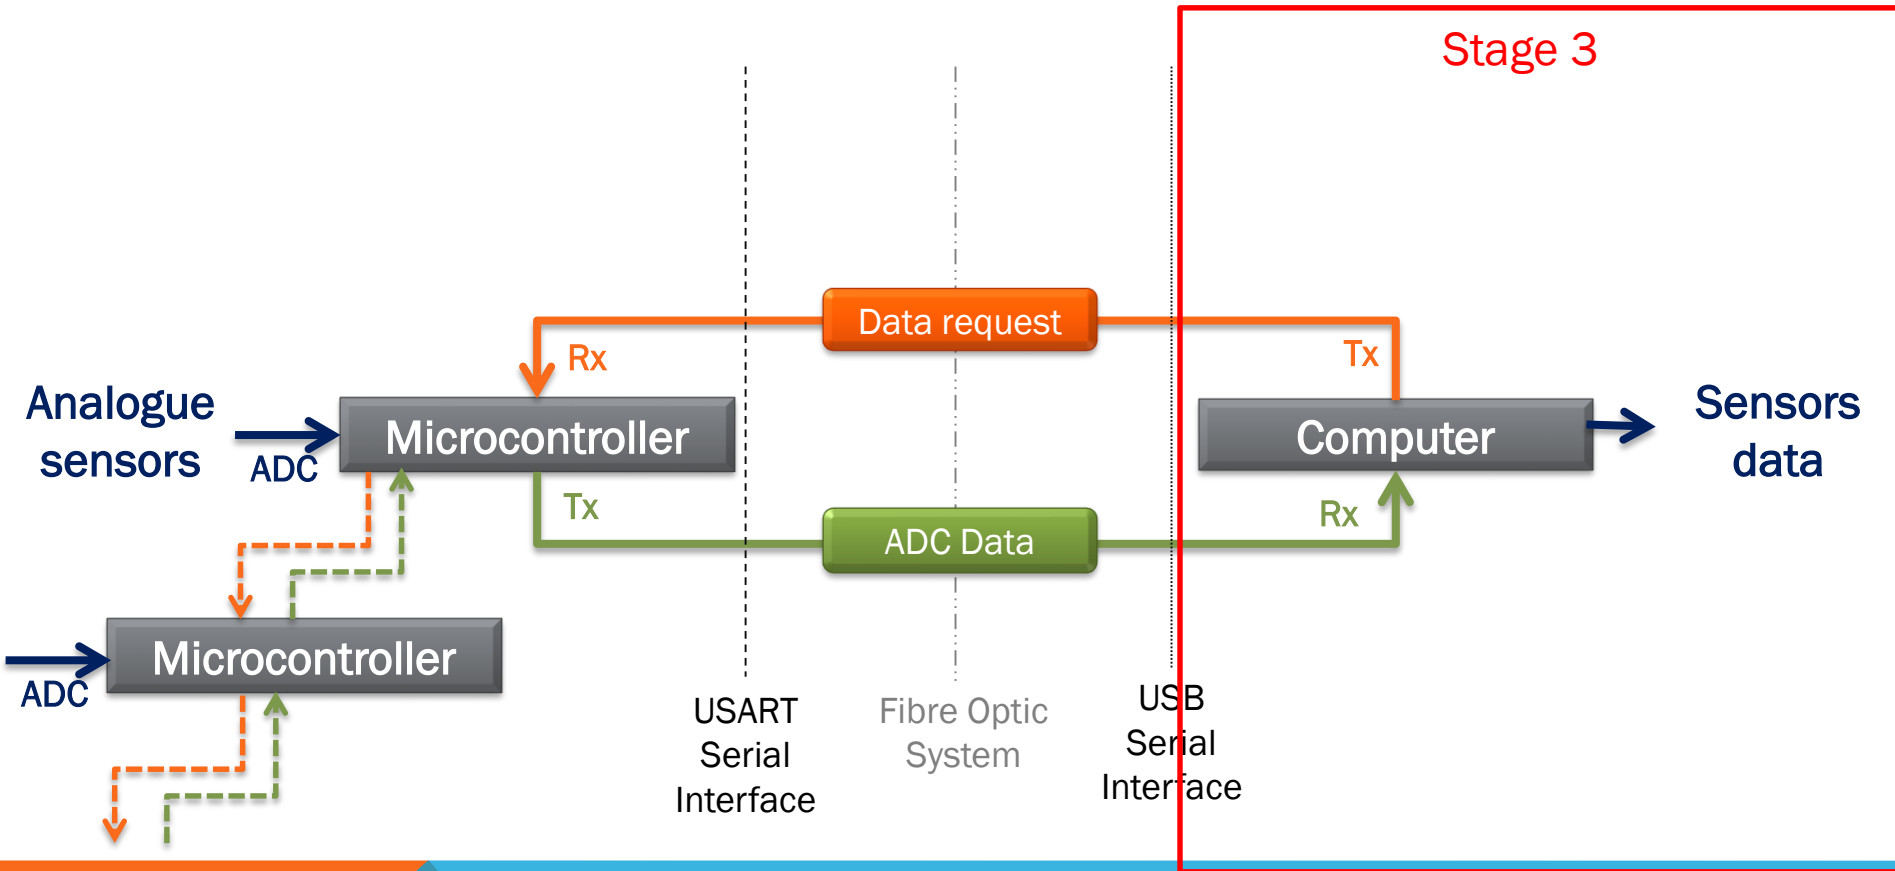 Stage 3
Data request
Rx
Tx
Analogue
sensors
ADC
Microcontroller
Computer
Sensors
data
Tx
Rx
ADC Data
Microcontroller
ADC
USART
Serial
Interface
Fibre Optic
System
USB
Serial
Interface